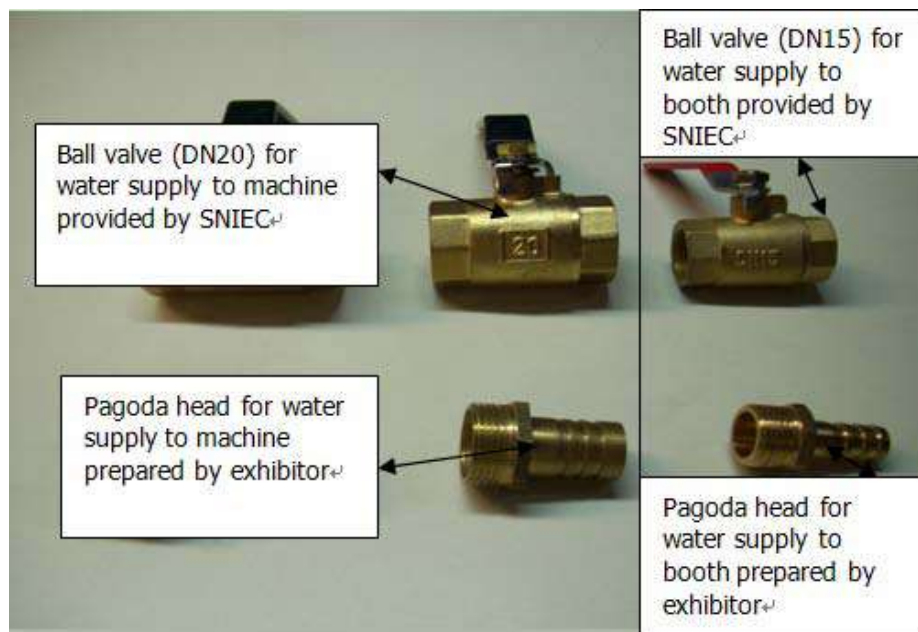 Ball valve (DN20) for
water supply to machine
provided by SNIEC
20
Ball valve (DN15) for
water supply to
booth provided by
SNIEC
DN15
Pagoda head for water
supply to machine
prepared by exhibitor
Pagoda head for
water supply to
booth prepared by
exhibitor